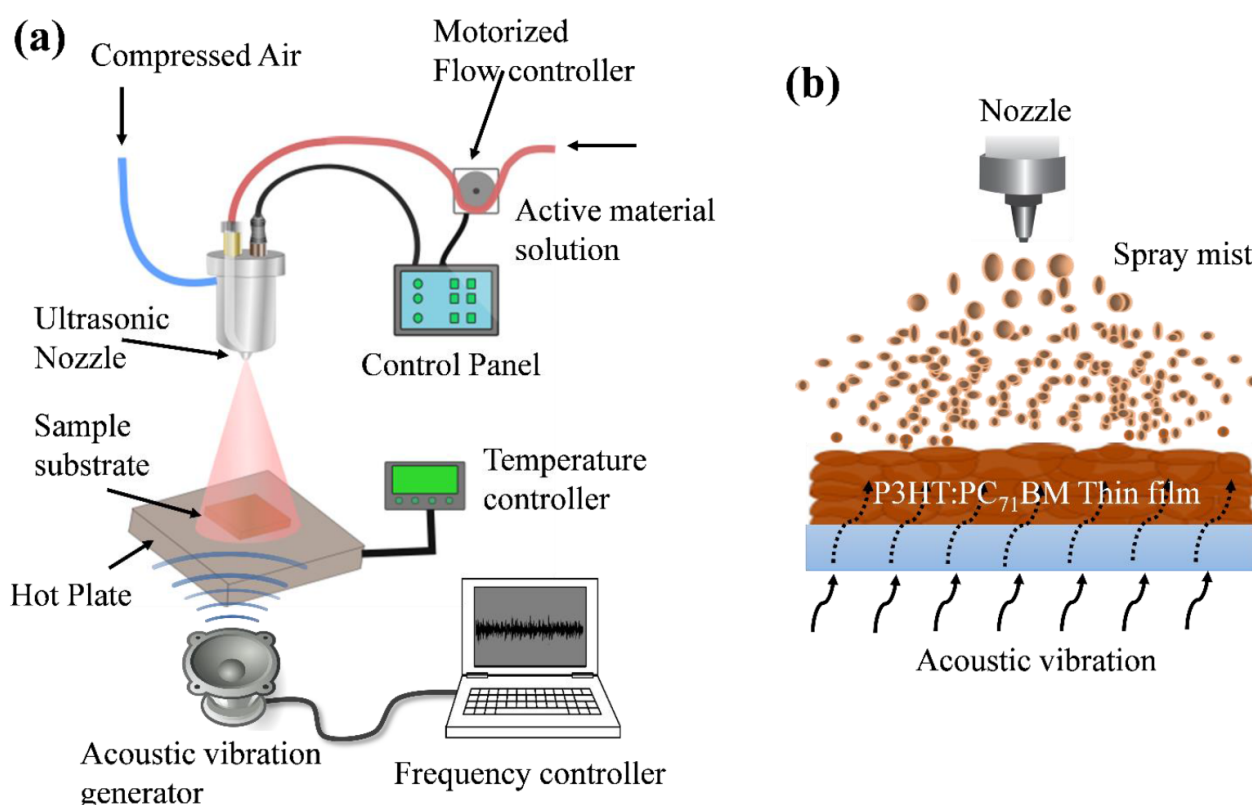 (a)
Compressed Air
Motorized
Flow controller
Active material
solution
Ultrasonic
Nozzle
Control Panel
Sample
substrate
Temperature
controller
Hot Plate
Acoustic vibration
generator
Frequency controller
(b)
Nozzle
Spray mist
P3HT:PC₇₁BM Thin film
Acoustic vibration